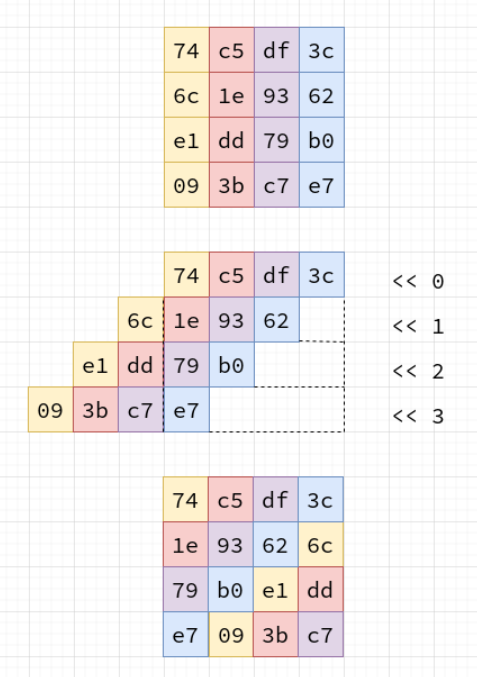 74 c5 df 3c
6c 1e 93 62
e1 dd 79 b0
09 3b c7 e7
74 c5 df 3c << 0
6c 1e 93 62 << 1
e1 dd 79 b0 << 2
09 3b c7 e7 << 3
74 c5 df 3c
1e 93 62 6c
79 b0 e1 dd
e7 09 3b c7